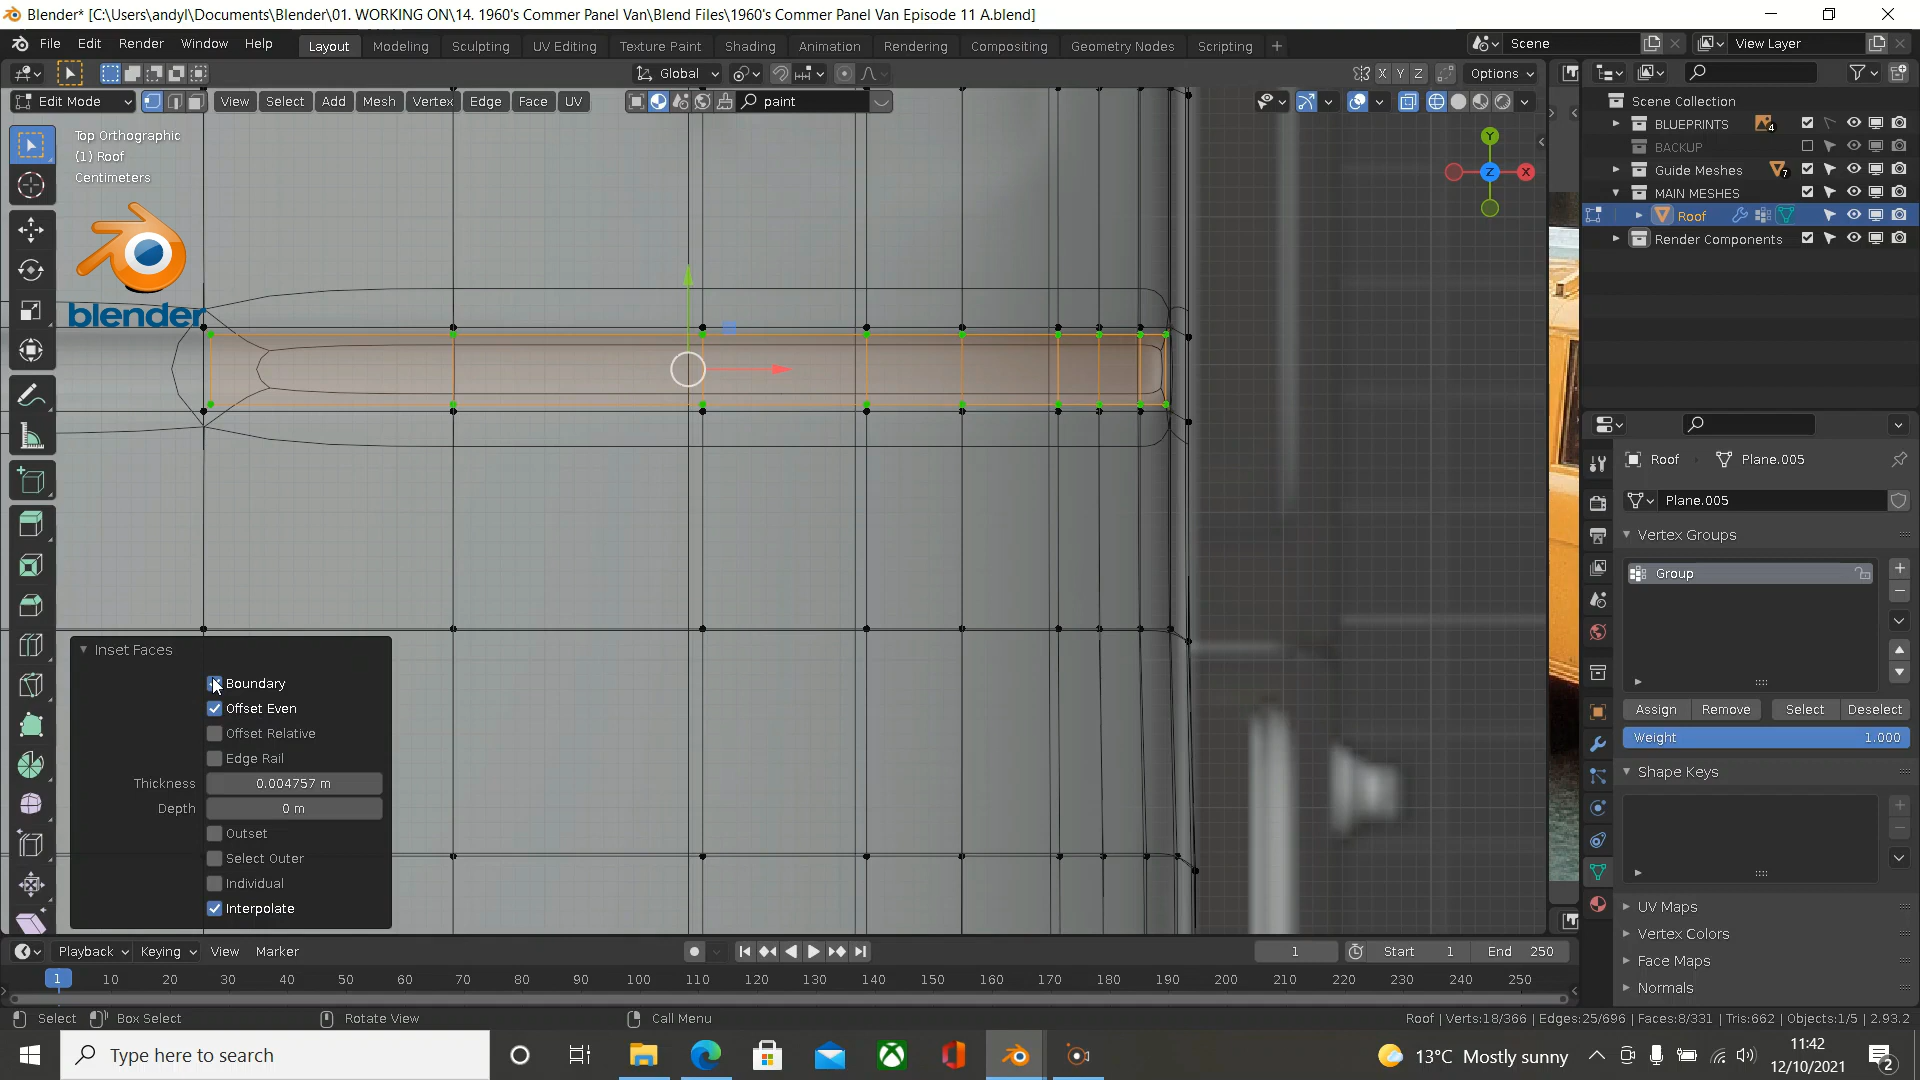 Blender* [C:\Users\andyl\Documents\Blender\01. WORKING ON\14. 1960's Commer Panel Van\Blend Files\1960's Commer Panel Van Episode 11 A.blend]
File Edit Render Window Help Layout Modeling Sculpting UV Editing Texture Paint Shading Animation Rendering Compositing Geometry Nodes Scripting + Scene View Layer
Global X Y Z Options
Edit Mode View Select Add Mesh Vertex Edge Face UV paint
Top Orthographic
(1) Roof
Centimeters
blender
Y
Z X
Scene Collection
BLUEPRINTS 4
BACKUP
Guide Meshes 7
MAIN MESHES
Roof
Render Components
Roof Plane.005
Plane.005
Vertex Groups
Group
Assign Remove Select Deselect
Weight 1.000
Shape Keys
UV Maps
Vertex Colors
Face Maps
Normals
Inset Faces
Boundary
Offset Even
Offset Relative
Edge Rail
Thickness 0.004757 m
Depth 0 m
Outset
Select Outer
Individual
Interpolate
Playback Keying View Marker 1 Start 1 End 250
1 10 20 30 40 50 60 70 80 90 100 110 120 130 140 150 160 170 180 190 200 210 220 230 240 250
Select Box Select Rotate View Call Menu Roof | Verts:18/366 | Edges:25/696 | Faces:8/331 | Tris:662 | Objects:1/5 | 2.93.2
Type here to search 13°C Mostly sunny 11:42
12/10/2021 2